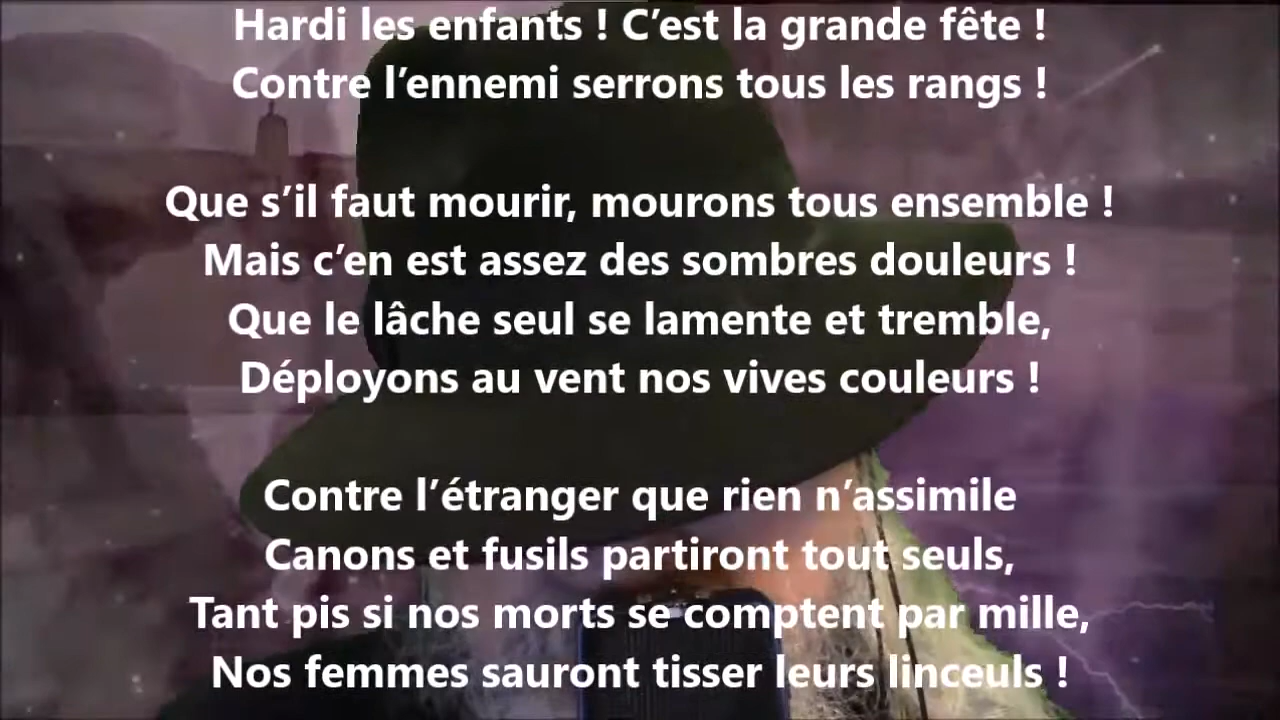 Hardi les enfants ! C’est la grande fête !
Contre l’ennemi serrons tous les rangs !
Que s’il faut mourir, mourons tous ensemble !
Mais c’en est assez des sombres douleurs !
Que le lâche seul se lamente et tremble,
Déployons au vent nos vives couleurs !
Contre l’étranger que rien n’assimile
Canons et fusils partiront tout seuls,
Tant pis si nos morts se comptent par mille,
Nos femmes sauront tisser leurs linceuls !